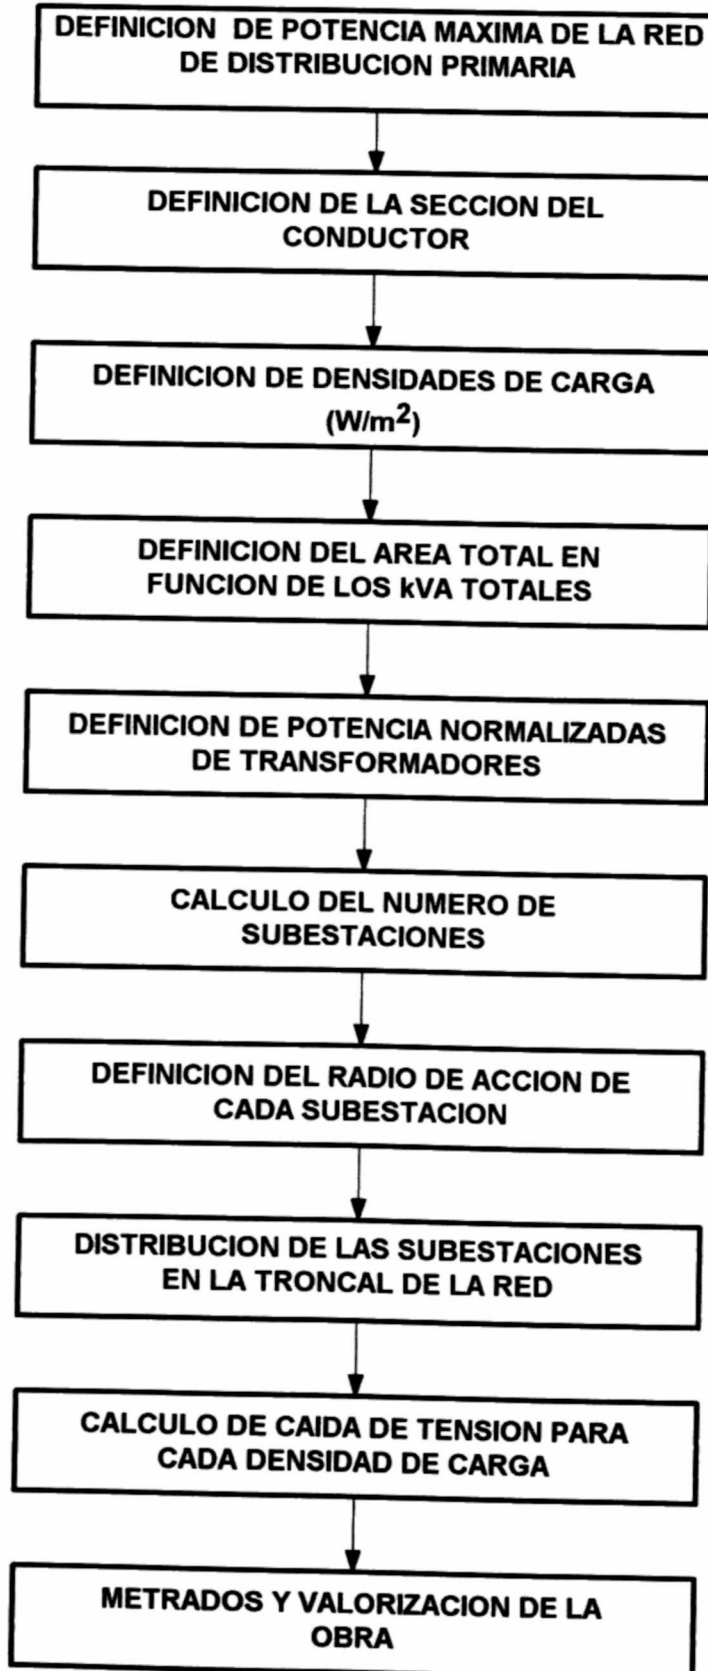 DEFINICION DE POTENCIA MAXIMA DE LA RED
DE DISTRIBUCION PRIMARIA
DEFINICION DE LA SECCION DEL
CONDUCTOR
DEFINICION DE DENSIDADES DE CARGA
(W/m²)
DEFINICION DEL AREA TOTAL EN
FUNCION DE LOS kVA TOTALES
DEFINICION DE POTENCIA NORMALIZADAS
DE TRANSFORMADORES
CALCULO DEL NUMERO DE
SUBESTACIONES
DEFINICION DEL RADIO DE ACCION DE
CADA SUBESTACION
DISTRIBUCION DE LAS SUBESTACIONES
EN LA TRONCAL DE LA RED
CALCULO DE CAIDA DE TENSION PARA
CADA DENSIDAD DE CARGA
METRADOS Y VALORIZACION DE LA
OBRA